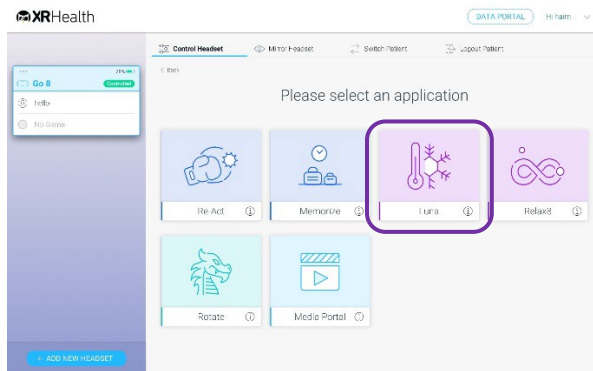 XRHealth
DATA PORTAL
Hi haim
Control Headset
Mirror Headset
Switch Patient
Logout Patient
71%
Go 8
Controlled
hello
No Game
Back
Please select an application
Re-Act
Memorize
Luna
Relax8
Rotate
Media Portal
+ ADD NEW HEADSET